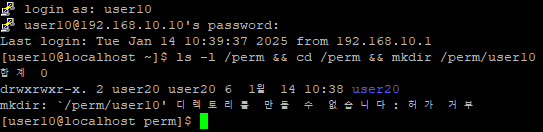 login as: user10
user10@192.168.10.10's password:
Last login: Tue Jan 14 10:39:37 2025 from 192.168.10.1
[user10@localhost ~]$ ls -l /perm && cd /perm && mkdir /perm/user10
합계 0
drwxrwxr-x. 2 user20 user20 6 1월 14 10:38 user20
mkdir: `/perm/user10' 디렉토리를 만들 수 없습니다: 허가 거부
[user10@localhost perm]$